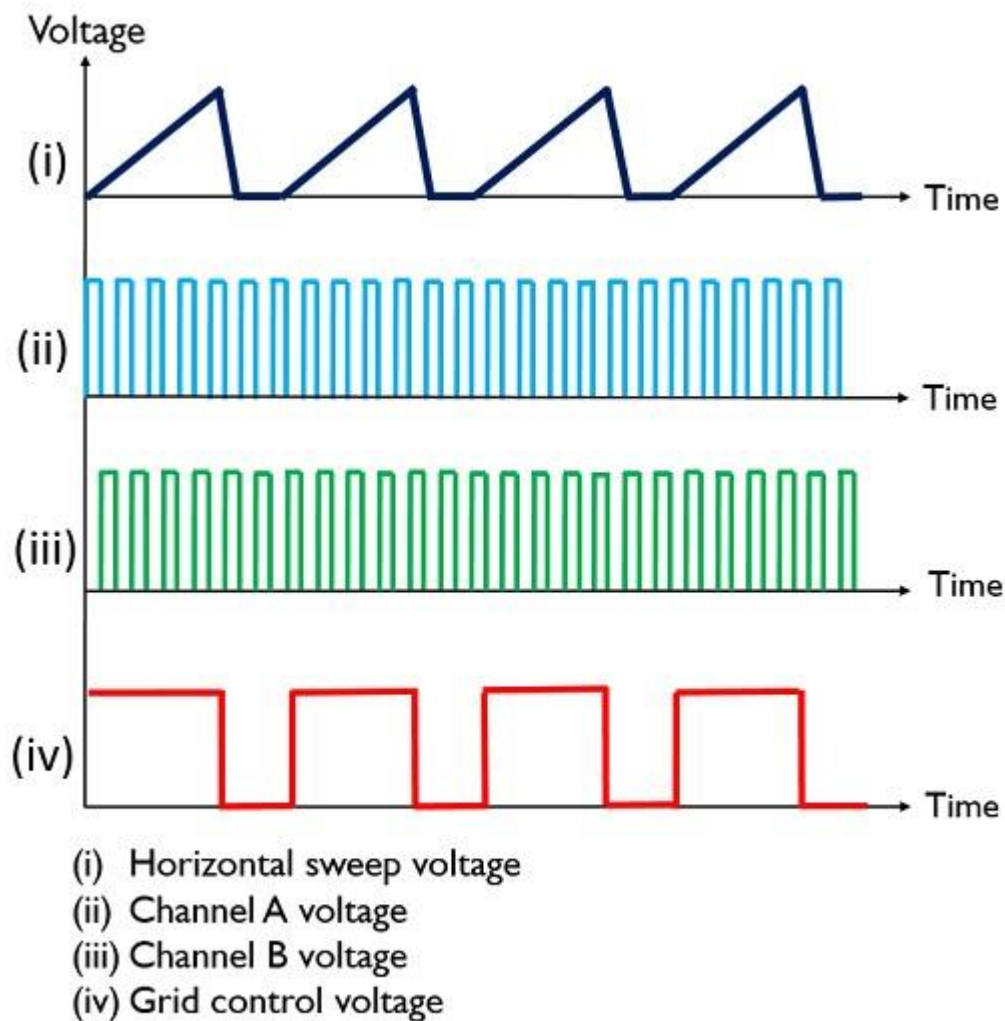 Voltage
(i)
Time
(ii)
Time
(iii)
Time
(iv)
Time
(i) Horizontal sweep voltage
(ii) Channel A voltage
(iii) Channel B voltage
(iv) Grid control voltage